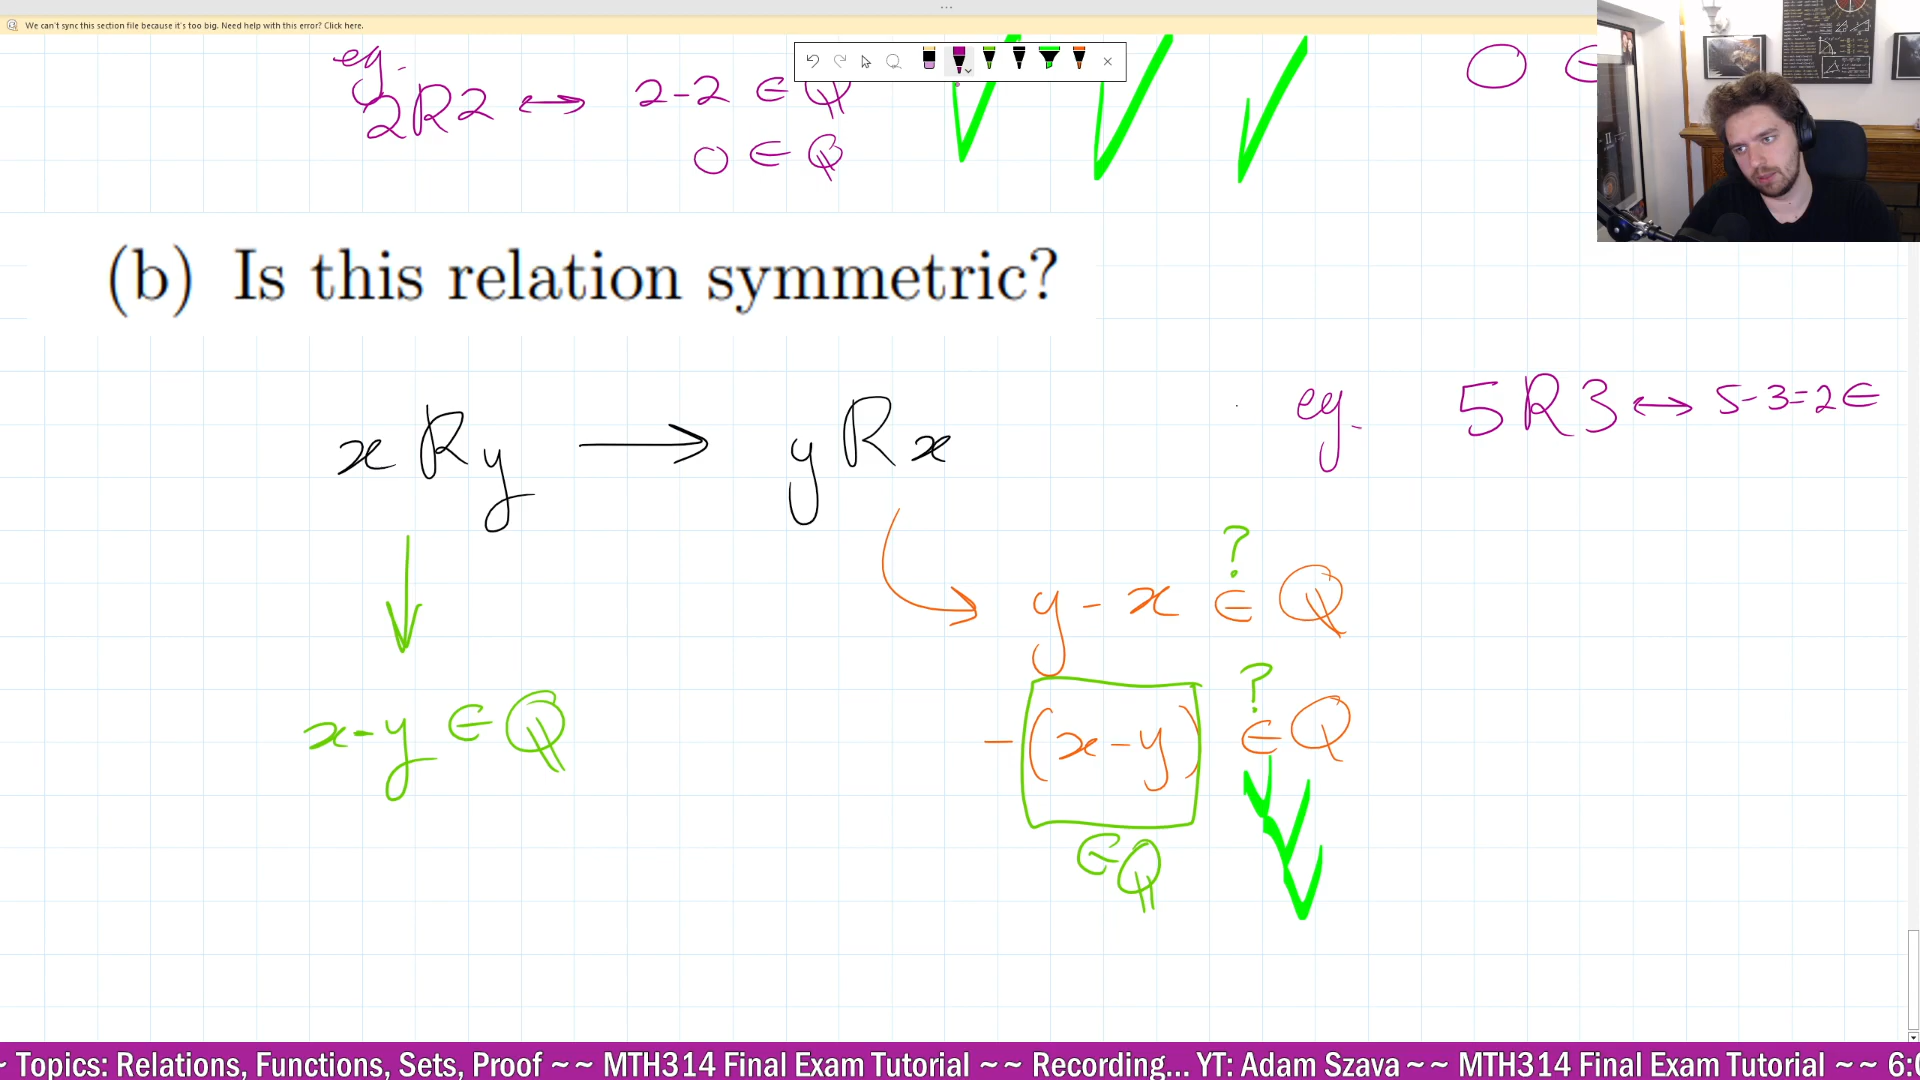 We can't sync this section file because it's too big. Need help with this error? Click here.
eg.
2R2 ↔ 2-2 ∈ ℚ
0 ∈
0 ∈ ℚ
(b) Is this relation symmetric?
eg. 5R3 ↔ 5-3=2 ∈
xRy → yRx
?
y-x ∈ ℚ
?
x-y ∈ ℚ
-(x-y) ∈ ℚ
∈ ℚ
~ Topics: Relations, Functions, Sets, Proof ~~ MTH314 Final Exam Tutorial ~~ Recording... YT: Adam Szava ~~ MTH314 Final Exam Tutorial ~~ 6: